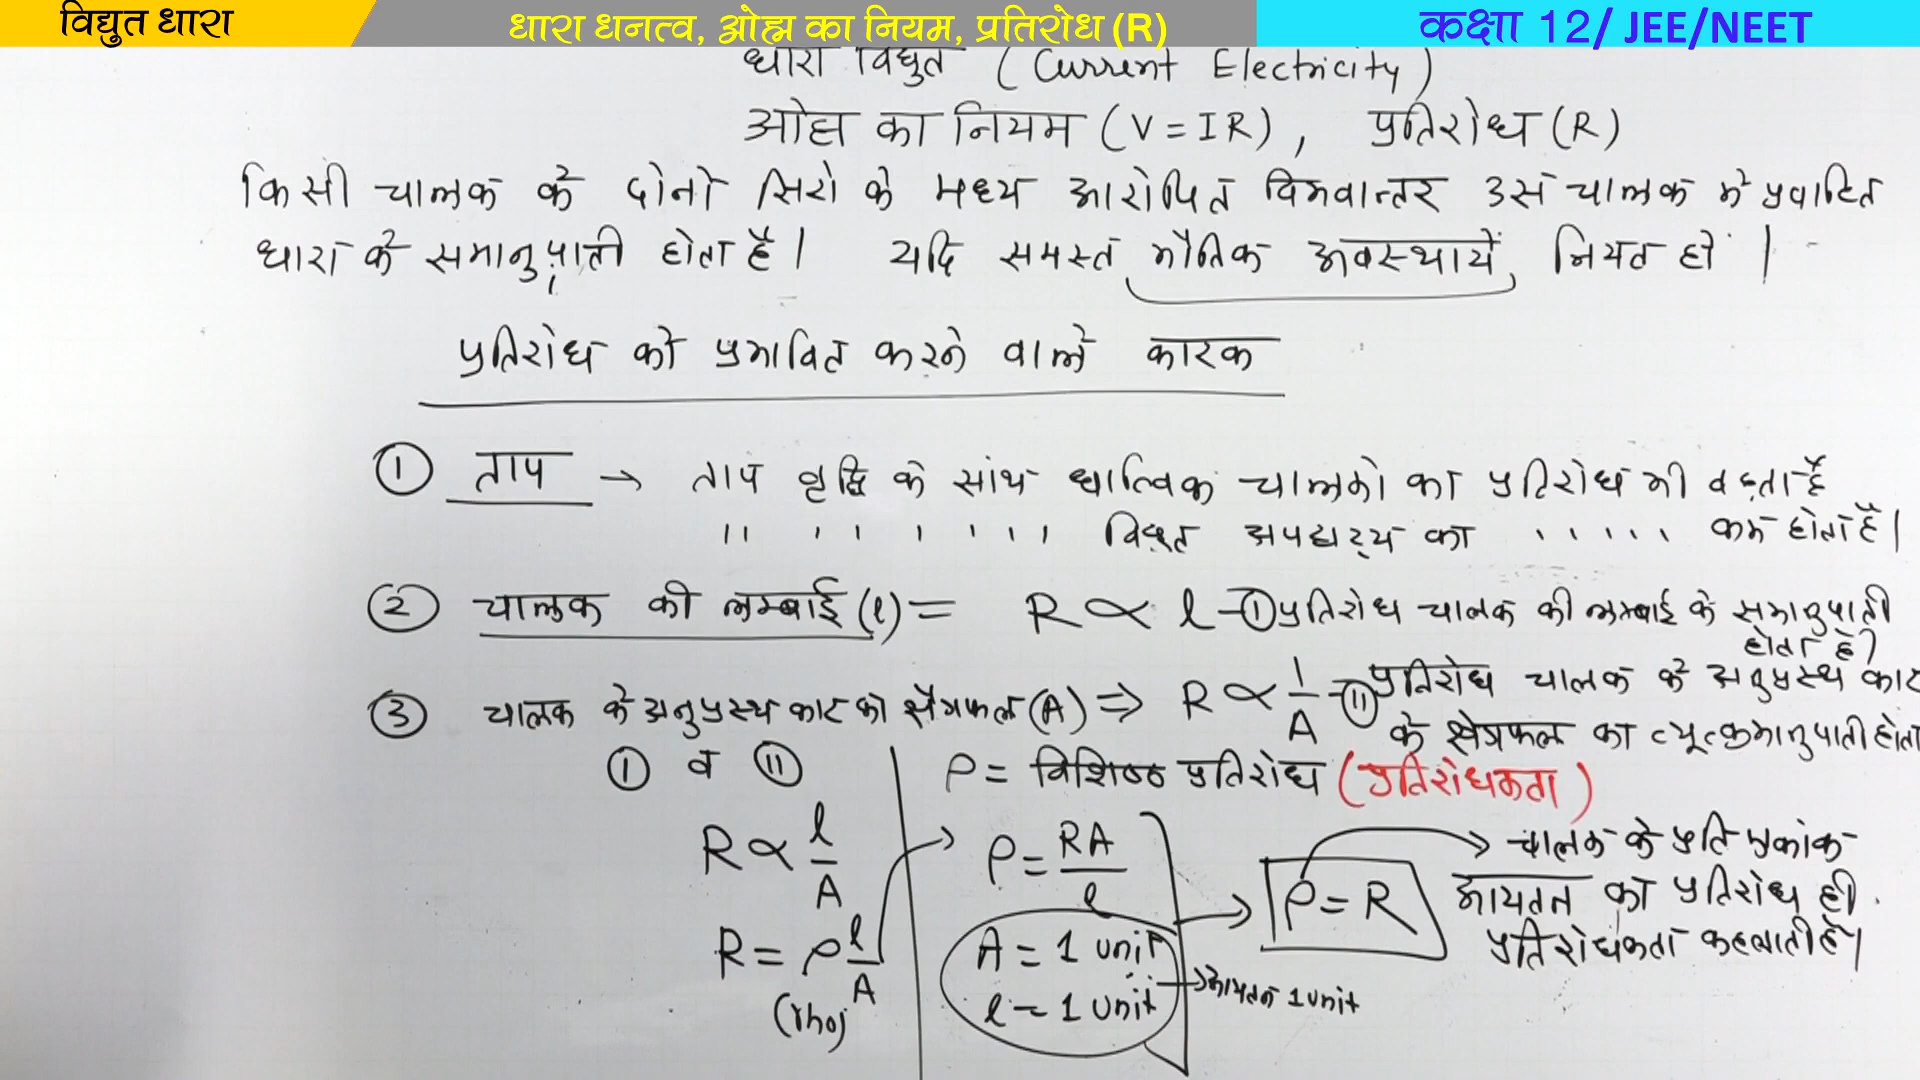 विद्युत धारा
धारा धनत्व, ओह्म का नियम, प्रतिरोध (R)
कक्षा 12/ JEE/NEET
धारा विद्युत (Current Electricity)
ओह्म का नियम (V = IR), प्रतिरोध (R)
किसी चालक के दोनो सिरो के मध्य आरोपित विभवान्तर उस चालक मे प्रवाहित
धारा के समानुपाती होता है। यदि समस्त भौतिक अवस्थायें नियत हो।
प्रतिरोध को प्रभावित करने वाले कारक
① ताप → ताप वृद्धि के साथ धात्विक चालको का प्रतिरोध भी बढ़ता है
" " " " " विद्युत अपघट्य का " " " कम होता है।
② चालक की लम्बाई (l) = R ∝ l —① प्रतिरोध चालक की लम्बाई के समानुपाती
होता है।
③ चालक के अनुप्रस्थ काट का क्षेत्रफल (A) ⇒ R ∝ 1/A —⑪ प्रतिरोध चालक के अनुप्रस्थ काट
के क्षेत्रफल का व्यूत्क्रमानुपाती होता
① व ⑪
ρ = विशिष्ठ प्रतिरोध (प्रतिरोधकता)
R ∝ l/A
R = ρ l/A
(rho)
ρ = RA/l
A = 1 unit
l = 1 unit
→ आयतन 1 unit
ρ = R
→ चालक के प्रति एकांक
आयतन का प्रतिरोध ही
प्रतिरोधकता कहलाती है।